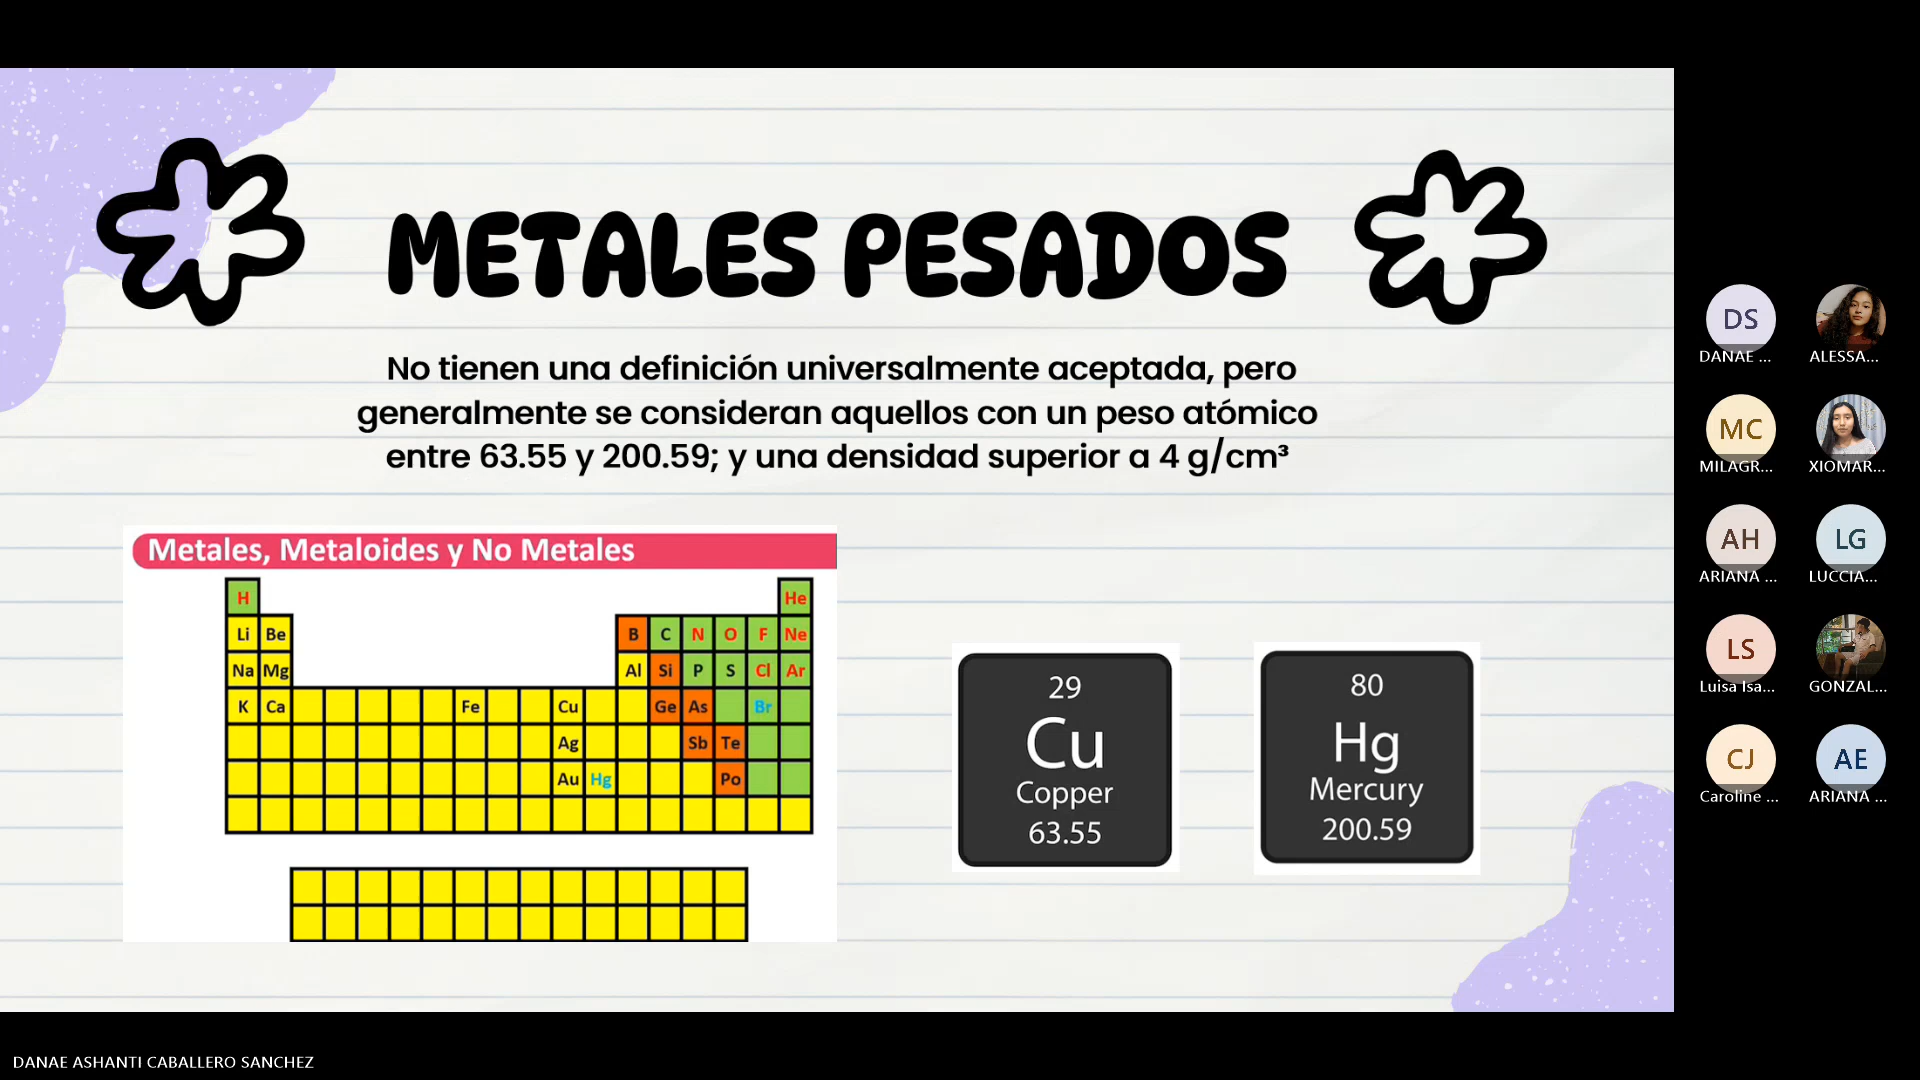 METALES PESADOS
No tienen una definición universalmente aceptada, pero
generalmente se consideran aquellos con un peso atómico
entre 63.55 y 200.59; y una densidad superior a 4 g/cm³
Metales, Metaloides y No Metales
H He
Li Be B C N O F Ne
Na Mg Al Si P S Cl Ar
K Ca Fe Cu Ge As Br
Ag Sb Te
Au Hg Po
29
Cu
Copper
63.55
80
Hg
Mercury
200.59
DS
DANAE ...
ALESSA...
MC
MILAGR...
XIOMAR...
AH
ARIANA ...
LG
LUCCIA...
LS
Luisa Isa...
GONZAL...
CJ
Caroline ...
AE
ARIANA ...
DANAE ASHANTI CABALLERO SANCHEZ